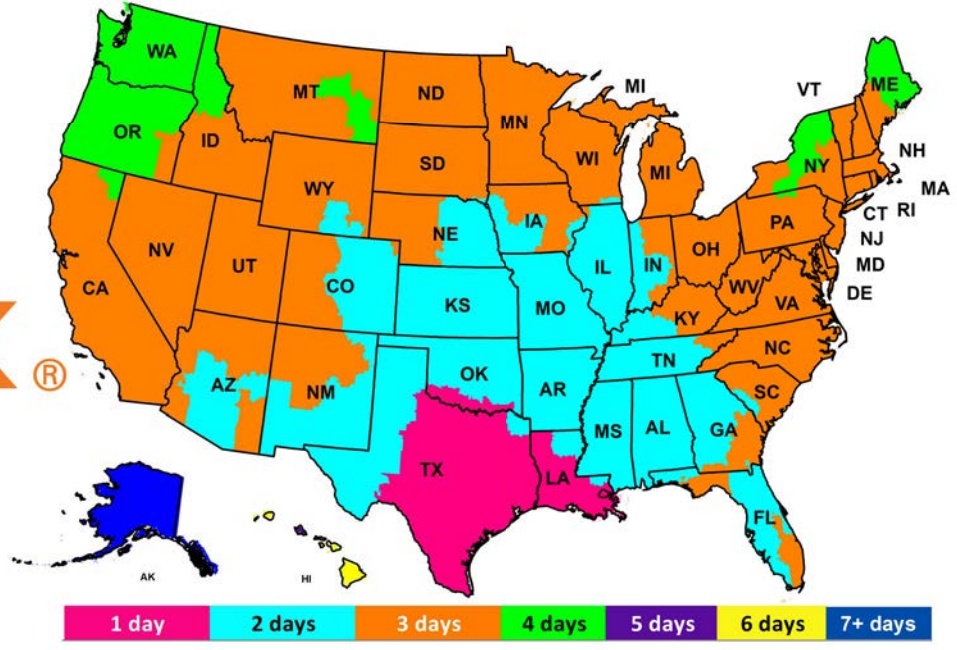 WA
MT
ND
MN
MI
VT
ME
OR
ID
SD
WI
MI
NY
NH
MA
WY
CT RI
NE
IA
PA
NJ
NV
UT
CO
IL
IN
OH
MD
CA
WV
DE
KS
MO
KY
VA
NC
TN
®
AZ
NM
OK
AR
SC
MS
AL
GA
TX
LA
FL
AK
HI
1 day 2 days 3 days 4 days 5 days 6 days 7+ days